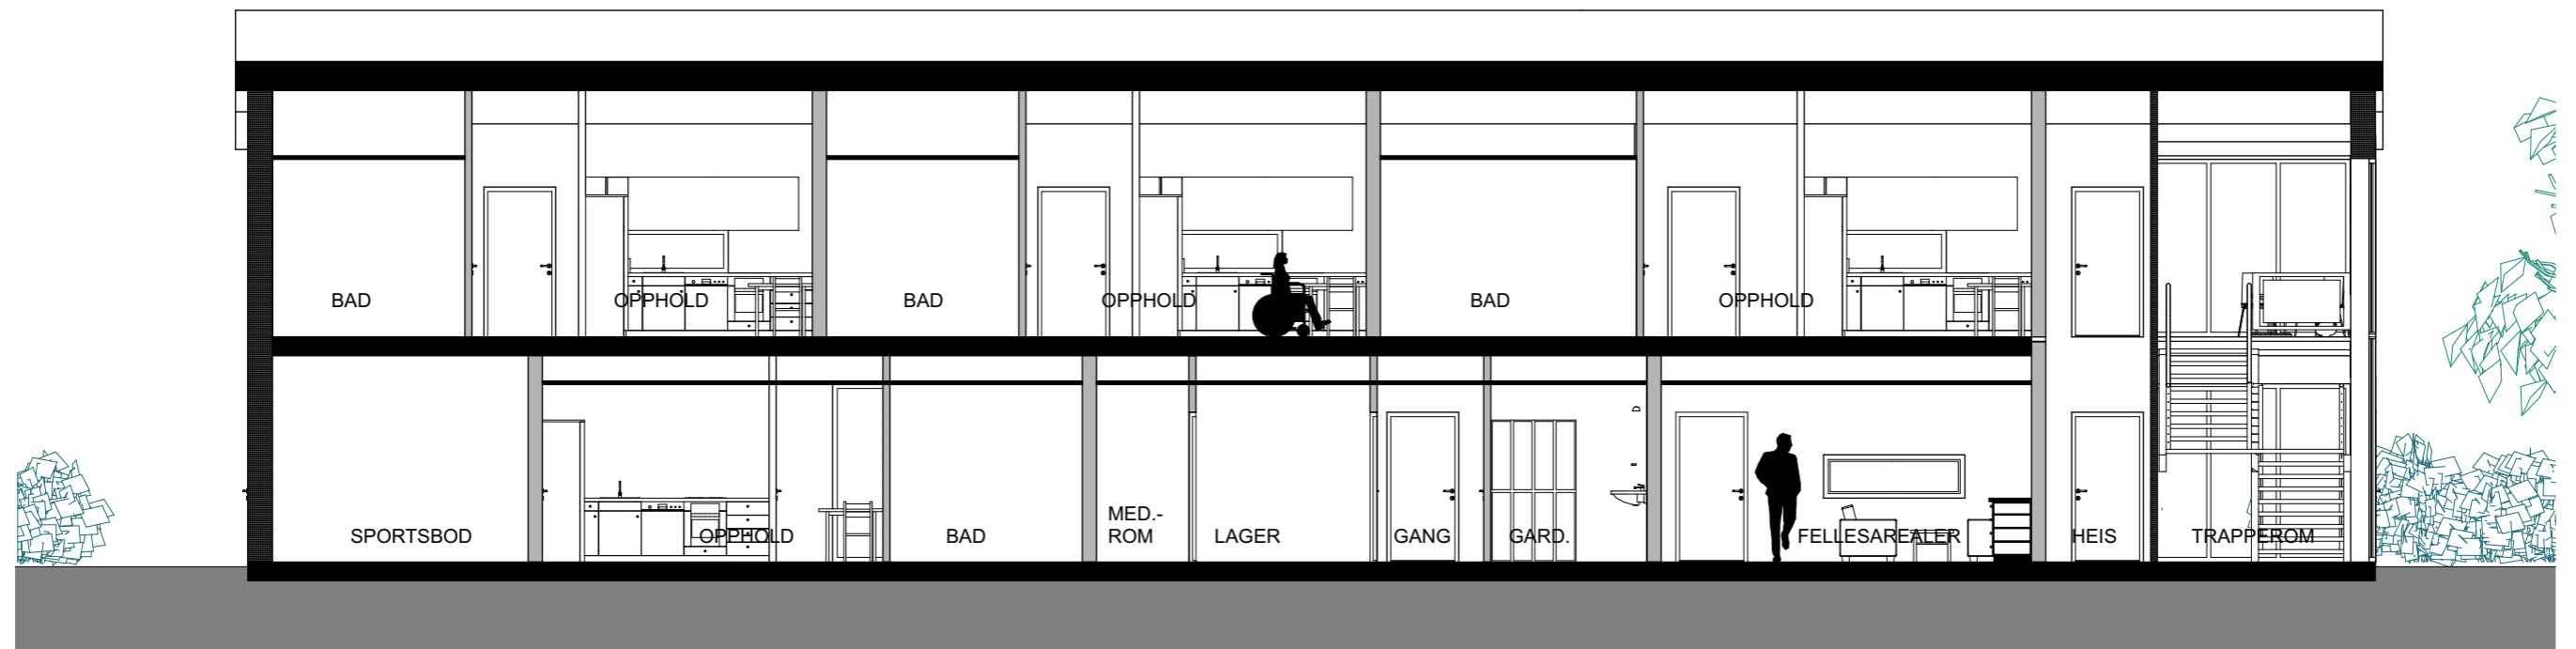 BAD OPPHOLD BAD OPPHOLD BAD OPPHOLD
MED.-
SPORTSBOD OPPHOLD BAD ROM LAGER GANG GARD. FELLESAREALER HEIS TRAPPEROM